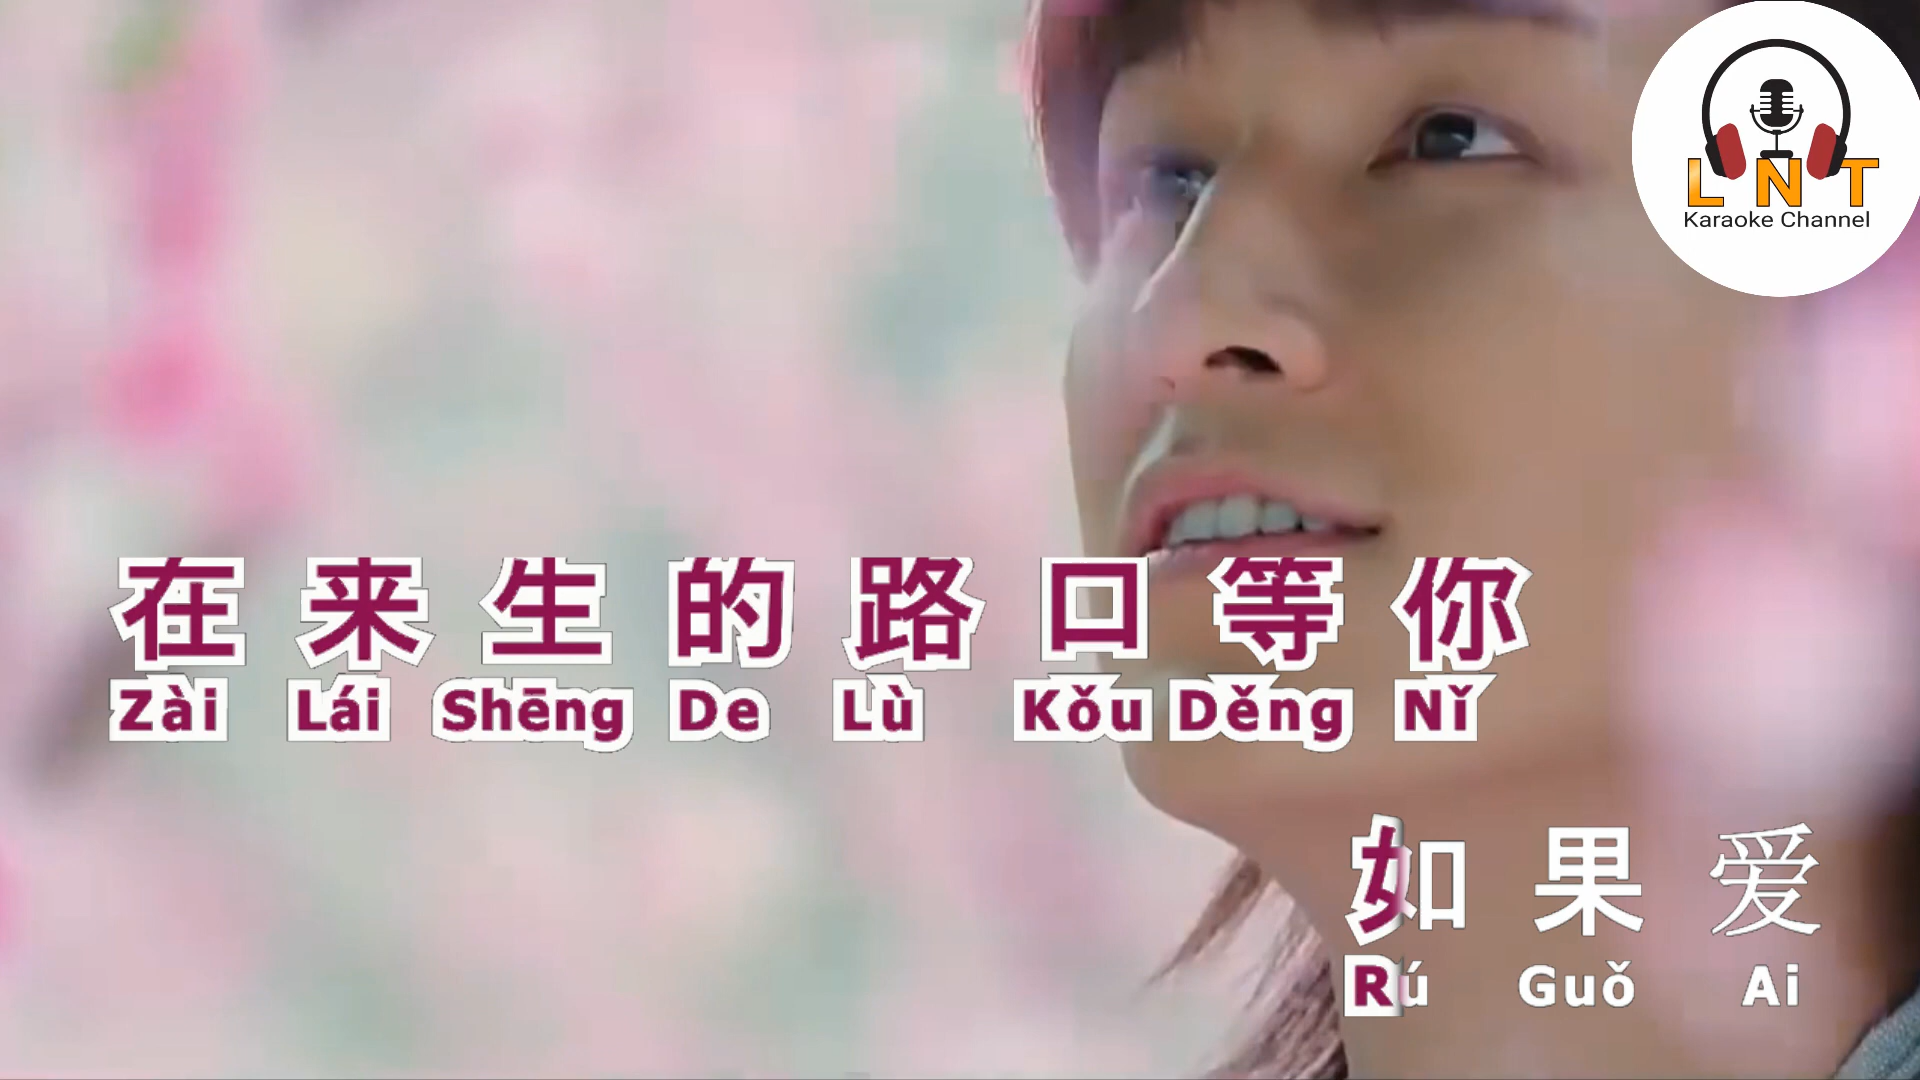 L N T
Karaoke Channel
在 来 生 的 路 口 等 你
Zài Lái Shēng De Lù Kǒu Děng Nǐ
如 果 爱
Rú Guǒ Ai